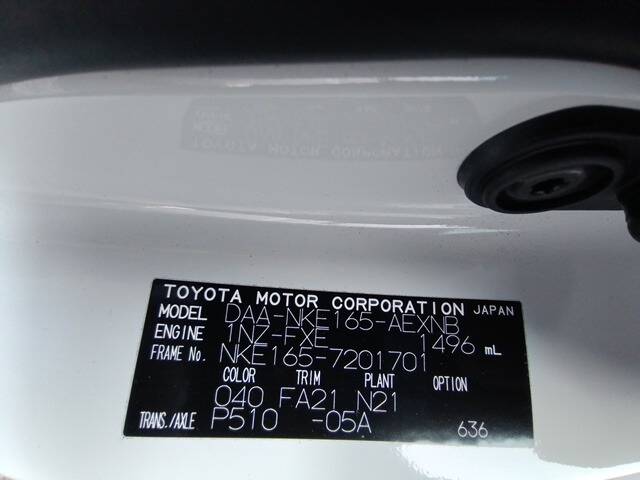 TOYOTA MOTOR CORPORATION JAPAN
MODEL DAA-NKE165-AEXNB
ENGINE 1NZ-FXE 1496 mL
FRAME No. NKE165-7201701
COLOR TRIM PLANT OPTION
040 FA21 N21
TRANS./AXLE P510 -05A 636